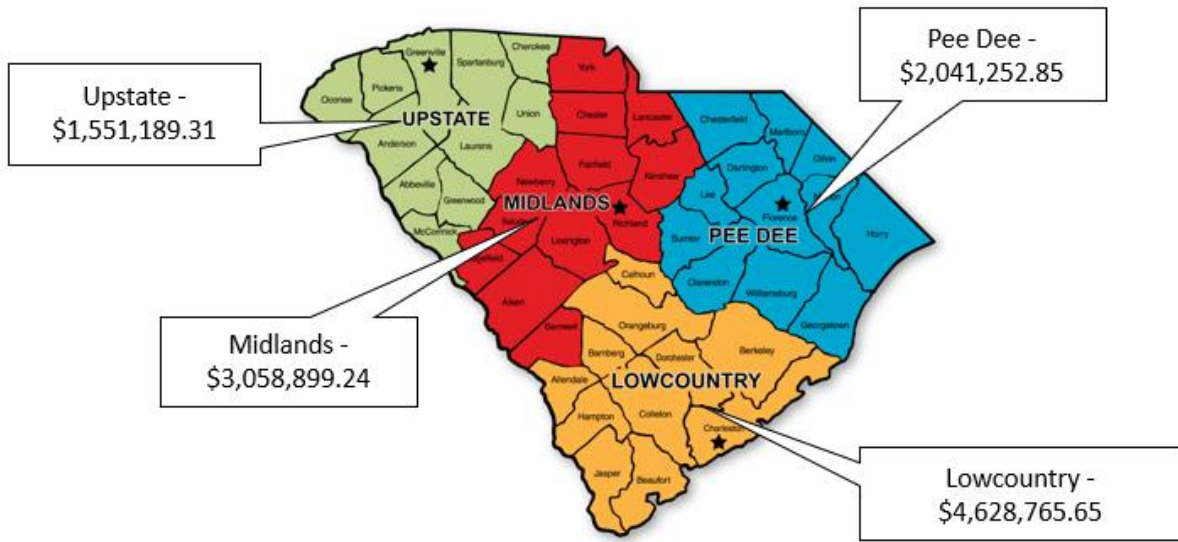 Pee Dee -
$2,041,252.85
Upstate -
$1,551,189.31
Greenville
Cherokee
Spartanburg
York
Pickens
Oconee
Union
UPSTATE
Chester
Lancaster
Chesterfield
Marlboro
Anderson
Laurens
Fairfield
Darlington
Dillon
Kershaw
Abbeville
Newberry
Lee
Greenwood
MIDLANDS
Richland
Florence
Horry
McCormick
Lexington
Sumter
PEE DEE
Calhoun
Clarendon
Williamsburg
Aiken
Orangeburg
Georgetown
Midlands -
$3,058,899.24
Barnwell
Bamberg
Dorchester
Berkeley
Allendale
LOWCOUNTRY
Hampton
Colleton
Charleston
Jasper
Beaufort
Lowcountry -
$4,628,765.65